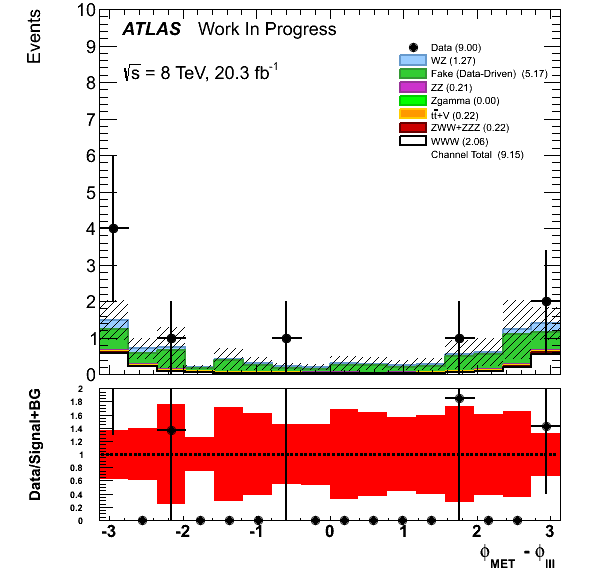 Events
ATLAS Work In Progress
√s = 8 TeV, 20.3 fb⁻¹
Data (9.00)
WZ (1.27)
Fake (Data-Driven) (5.17)
ZZ (0.21)
Zgamma (0.00)
tt̄+V (0.22)
ZWW+ZZZ (0.22)
WWW (2.06)
Channel Total (9.15)
10
9
8
7
6
5
4
3
2
1
0
Data/Signal+BG
2
1.8
1.6
1.4
1.2
1
0.8
0.6
0.4
0.2
0
-3 -2 -1 0 1 2 3
ϕMET - ϕlll